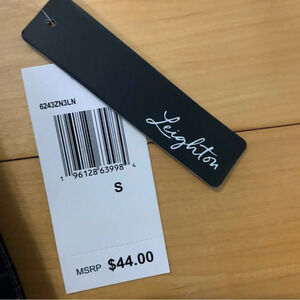 6243ZN3LN
Leighton
1 96128 63998 4
S
MSRP $44.00